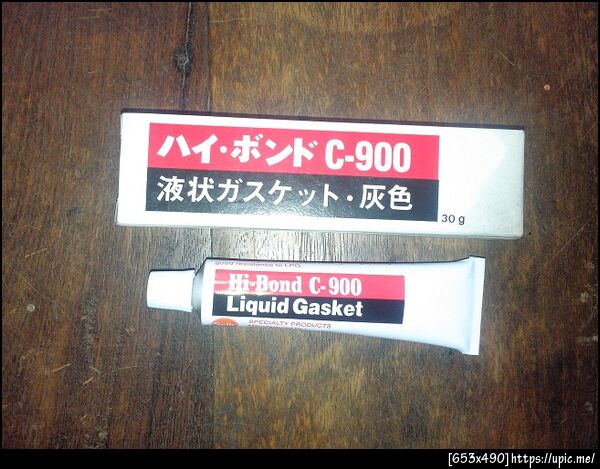 ハイ・ボンド C-900
液状ガスケット・灰色
30 g
good resistance to LPG.
Hi-Bond C-900
Liquid Gasket
SPECIALTY PRODUCTS
[653x490]https://upic.me/